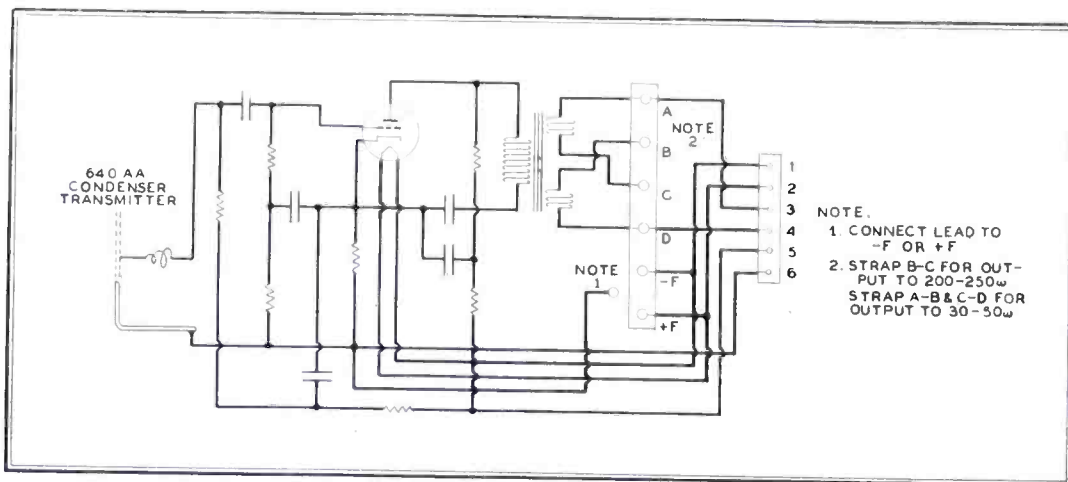 640 AA
CONDENSER
TRANSMITTER
A
NOTE
2
B
C
D
NOTE
1
-F
+F
1
2
3
4
5
6
NOTE.
1. CONNECT LEAD TO
-F OR +F
2. STRAP B-C FOR OUT-
PUT TO 200-250ω
STRAP A-B & C-D FOR
OUTPUT TO 30-50ω